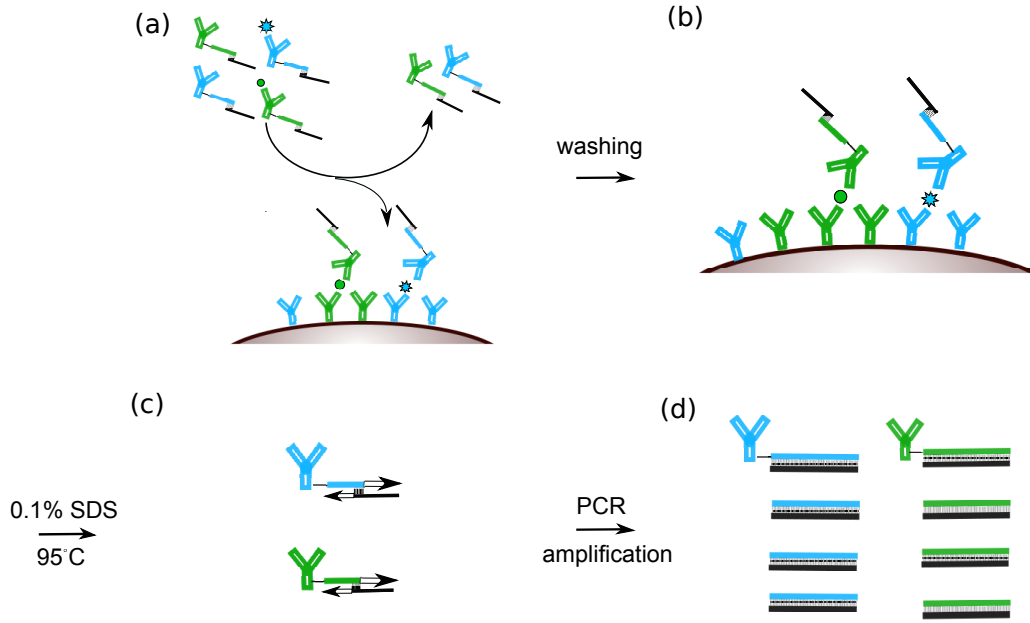 (a)
washing
(b)
0.1% SDS
95°C
(c)
PCR
amplification
(d)